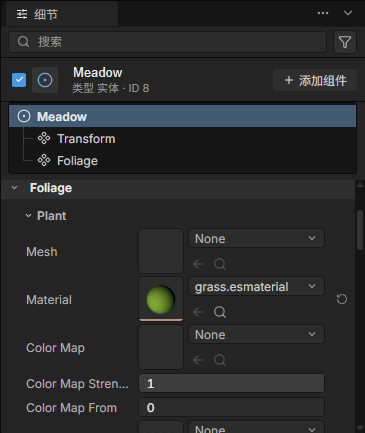 细节
搜索
Meadow
类型 实体 · ID 8
添加组件
Meadow
Transform
Foliage
Foliage
Plant
Mesh
None
Material
grass.esmaterial
Color Map
None
Color Map Stren...
1
Color Map From
0
None